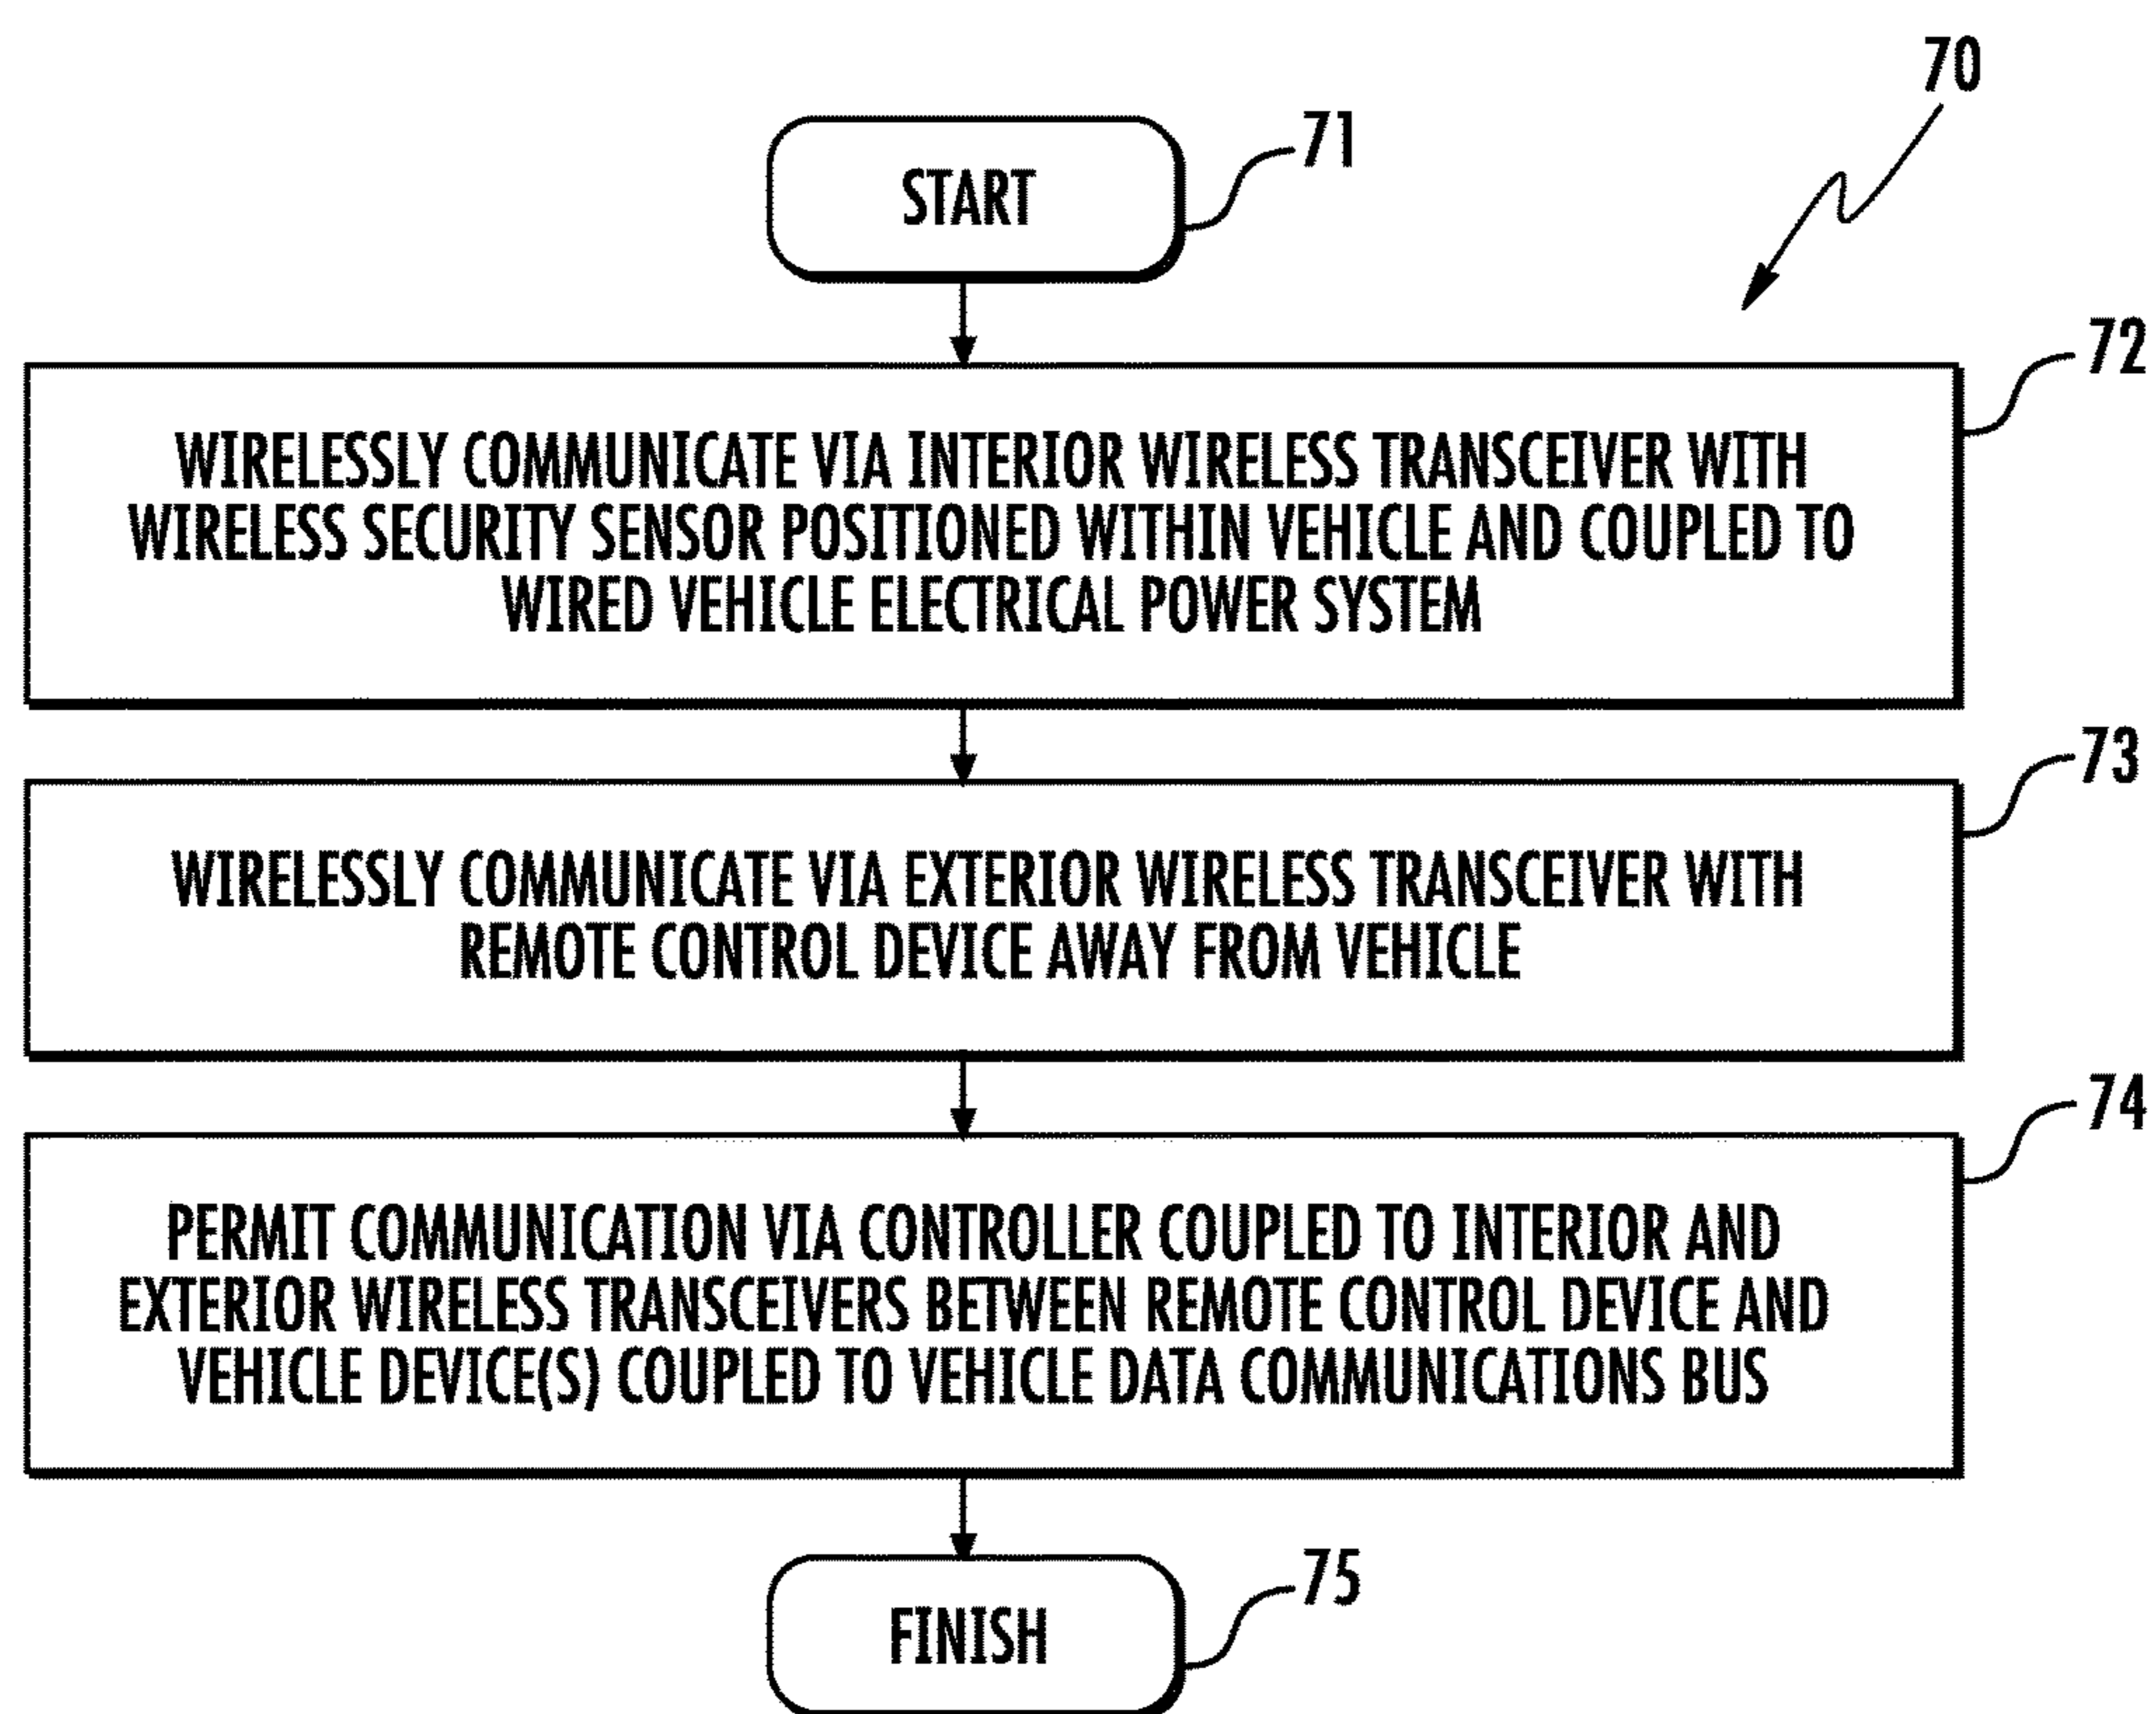 70
START
71
72
WIRELESSLY COMMUNICATE VIA INTERIOR WIRELESS TRANSCEIVER WITH
WIRELESS SECURITY SENSOR POSITIONED WITHIN VEHICLE AND COUPLED TO
WIRED VEHICLE ELECTRICAL POWER SYSTEM
73
WIRELESSLY COMMUNICATE VIA EXTERIOR WIRELESS TRANSCEIVER WITH
REMOTE CONTROL DEVICE AWAY FROM VEHICLE
74
PERMIT COMMUNICATION VIA CONTROLLER COUPLED TO INTERIOR AND
EXTERIOR WIRELESS TRANSCEIVERS BETWEEN REMOTE CONTROL DEVICE AND
VEHICLE DEVICE(S) COUPLED TO VEHICLE DATA COMMUNICATIONS BUS
75
FINISH